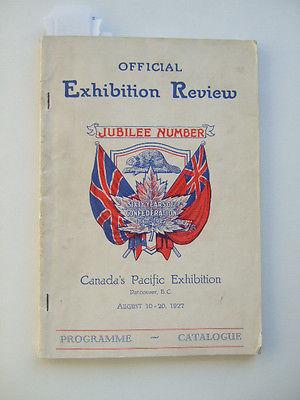 OFFICIAL
Exhibition Review
JUBILEE NUMBER
SIXTY YEARS OF
CONFEDERATION
Canada's Pacific Exhibition
Vancouver, B.C.
AUGUST 10-20, 1927
PROGRAMME — CATALOGUE